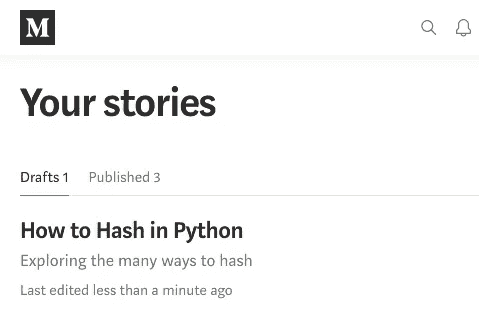 M
Your stories
Drafts 1 Published 3
How to Hash in Python
Exploring the many ways to hash
Last edited less than a minute ago